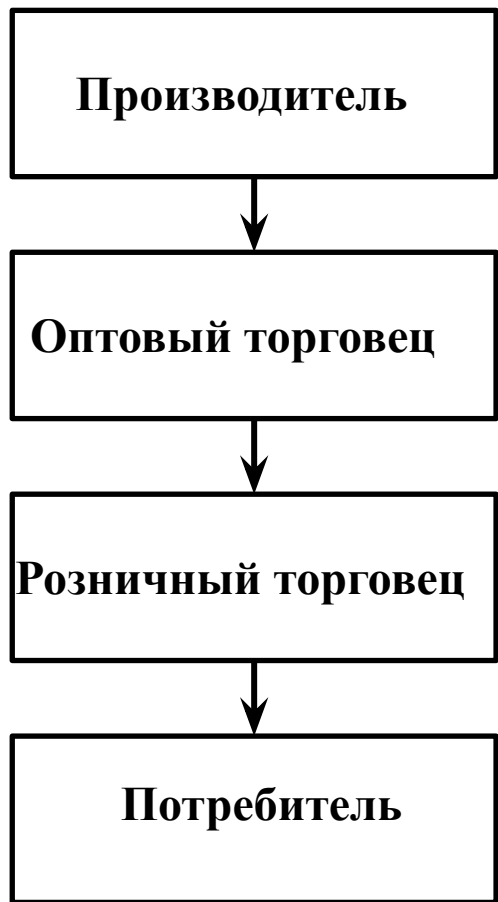 Производитель
Оптовый торговец
Розничный торговец
Потребитель